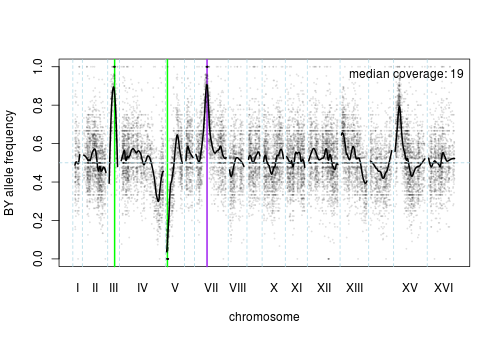 median coverage: 19
BY allele frequency
1.0
0.8
0.6
0.4
0.2
0.0
I II III IV V VII VIII X XI XII XIII XV XVI
chromosome